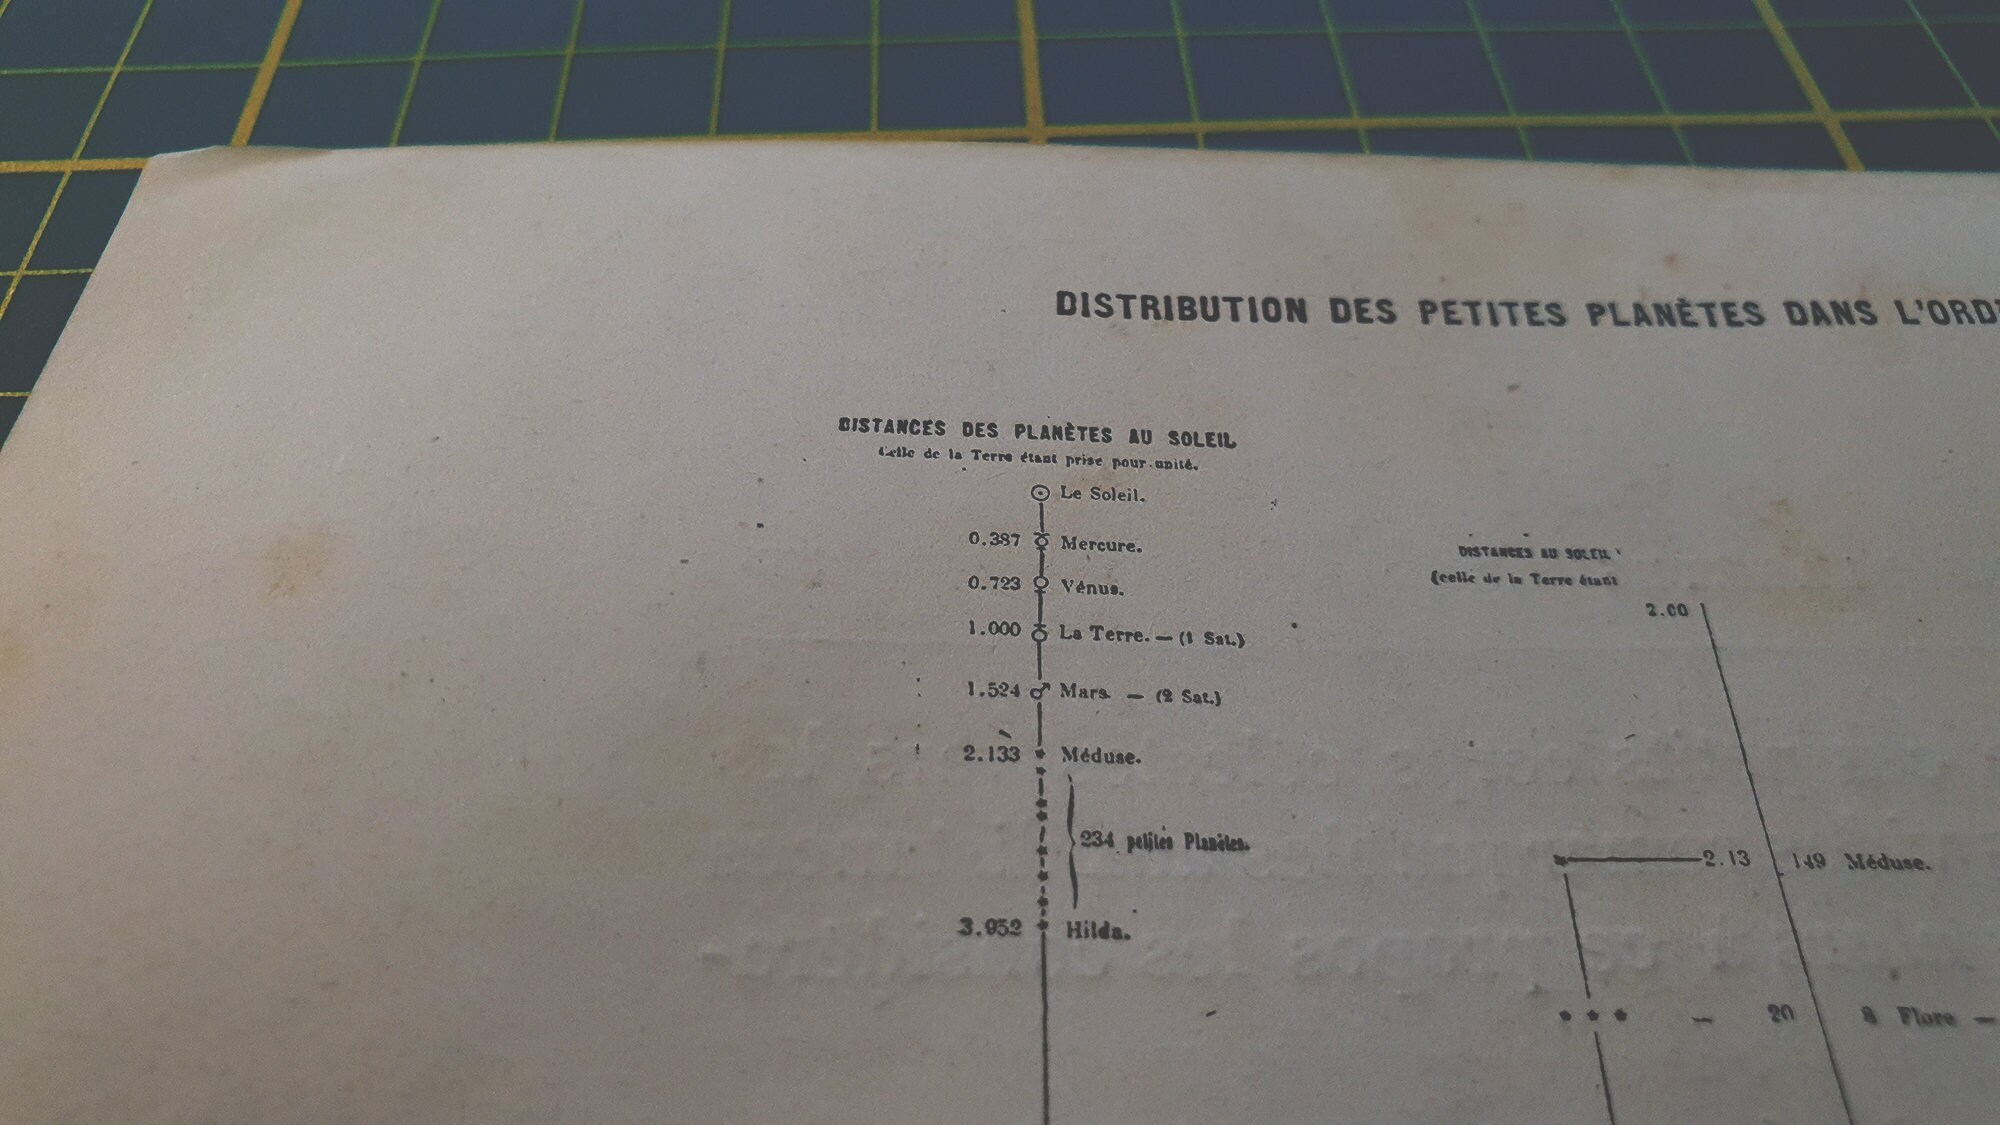 DISTRIBUTION DES PETITES PLANÈTES DANS L'ORD
DISTANCES DES PLANÈTES AU SOLEIL
Celle de la Terre étant prise pour unité.
Le Soleil.
0.387 Mercure.
0.723 Vénus.
1.000 La Terre. — (1 Sat.)
1.524 Mars — (2 Sat.)
2.133 Méduse.
234 petites Planètes.
3.952 Hilda.
DISTANCES AU SOLEIL
(celle de la Terre étant
2.00
2.13 149 Méduse.
— 20 8 Flore —